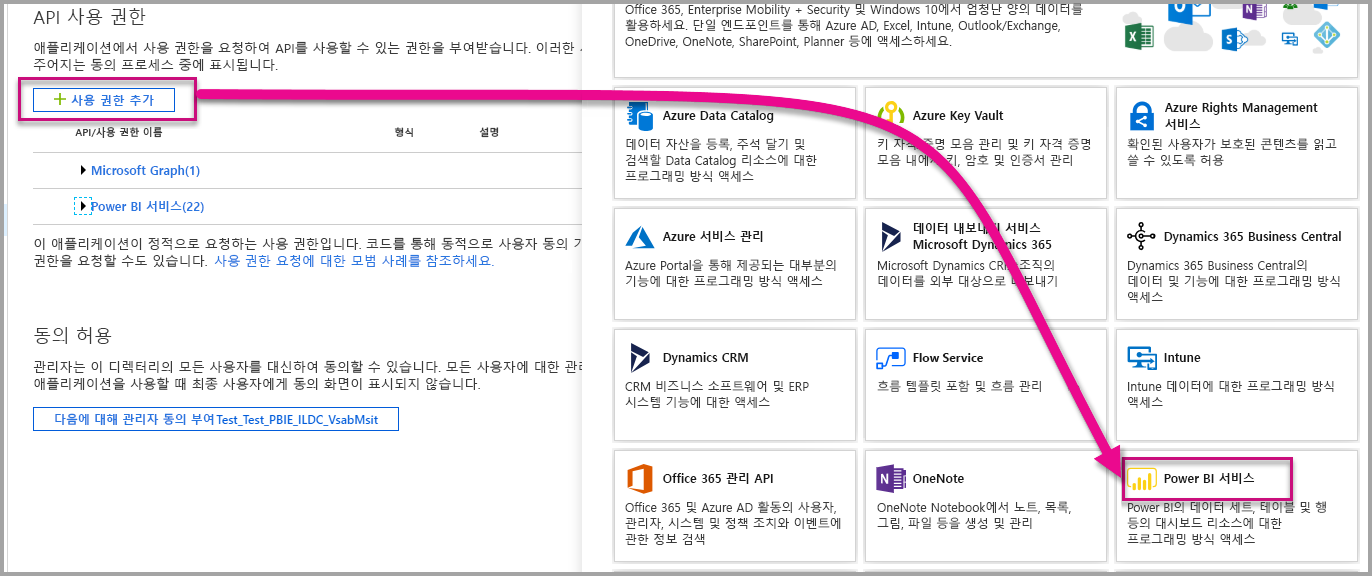 API 사용 권한
애플리케이션에서 사용 권한을 요청하여 API를 사용할 수 있는 권한을 부여받습니다. 이러한
주어지는 동의 프로세스 중에 표시됩니다.
+ 사용 권한 추가
API/사용 권한 이름 형식 설명
Microsoft Graph(1)
Power BI 서비스(22)
이 애플리케이션이 정적으로 요청하는 사용 권한입니다. 코드를 통해 동적으로 사용자 동의
권한을 요청할 수도 있습니다. 사용 권한 요청에 대한 모범 사례를 참조하세요.
동의 허용
관리자는 이 디렉터리의 모든 사용자를 대신하여 동의할 수 있습니다. 모든 사용자에 대한
애플리케이션을 사용할 때 최종 사용자에게 동의 화면이 표시되지 않습니다.
다음에 대해 관리자 동의 부여Test_Test_PBIE_ILDC_VsabMsit
Office 365, Enterprise Mobility + Security 및 Windows 10에서 엄청난 양의 데이터를
활용하세요. 단일 엔드포인트를 통해 Azure AD, Excel, Intune, Outlook/Exchange,
OneDrive, OneNote, SharePoint, Planner 등에 액세스하세요.
Azure Data Catalog
데이터 자산을 등록, 주석 달기 및
검색할 Data Catalog 리소스에 대한
프로그래밍 방식 액세스
Azure Key Vault
키 자격 증명 모음 관리 및 키 자격 증명
모음 내에서 키, 암호 및 인증서 관리
Azure Rights Management
서비스
확인된 사용자가 보호된 콘텐츠를 읽고
쓸 수 있도록 허용
Azure 서비스 관리
Azure Portal을 통해 제공되는 대부분의
기능에 대한 프로그래밍 방식 액세스
데이터 내보내기 서비스
Microsoft Dynamics 365
Microsoft Dynamics CRM 조직의
데이터를 외부 대상으로 내보내기
Dynamics 365 Business Central
Dynamics 365 Business Central의
데이터 및 기능에 대한 프로그래밍 방식
액세스
Dynamics CRM
CRM 비즈니스 소프트웨어 및 ERP
시스템 기능에 대한 액세스
Flow Service
흐름 템플릿 포함 및 흐름 관리
Intune
Intune 데이터에 대한 프로그래밍 방식
액세스
Office 365 관리 API
Office 365 및 Azure AD 활동의 사용자,
관리자, 시스템 및 정책 조치와 이벤트에
관한 정보 검색
OneNote
OneNote Notebook에서 노트, 목록,
그림, 파일 등을 생성 및 관리
Power BI 서비스
Power BI의 데이터 세트, 테이블 및 행
등의 대시보드 리소스에 대한
프로그래밍 방식 액세스